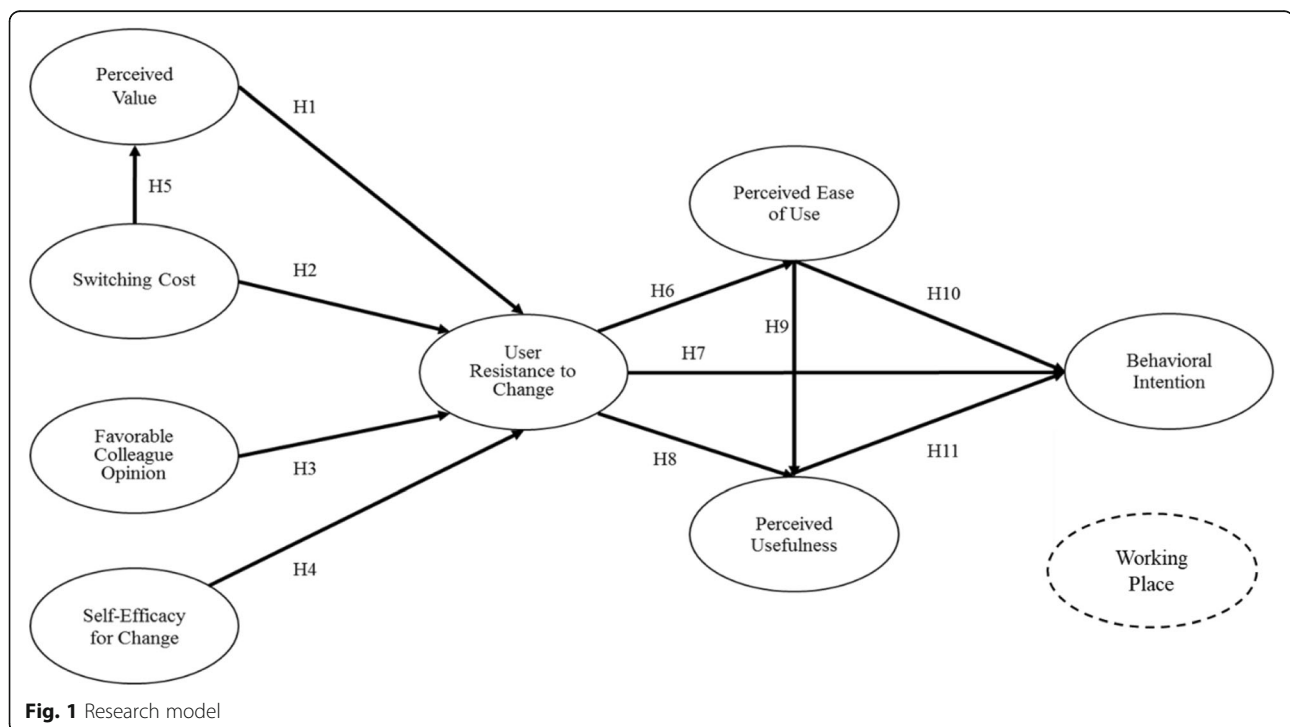 Perceived
Value
H1
H5
Switching Cost
H2
Favorable
Colleague
Opinion
H3
Self-Efficacy
for Change
H4
User
Resistance to
Change
H6
H7
H8
Perceived Ease
of Use
H9
Perceived
Usefulness
H10
H11
Behavioral
Intention
Working
Place
Fig. 1 Research model